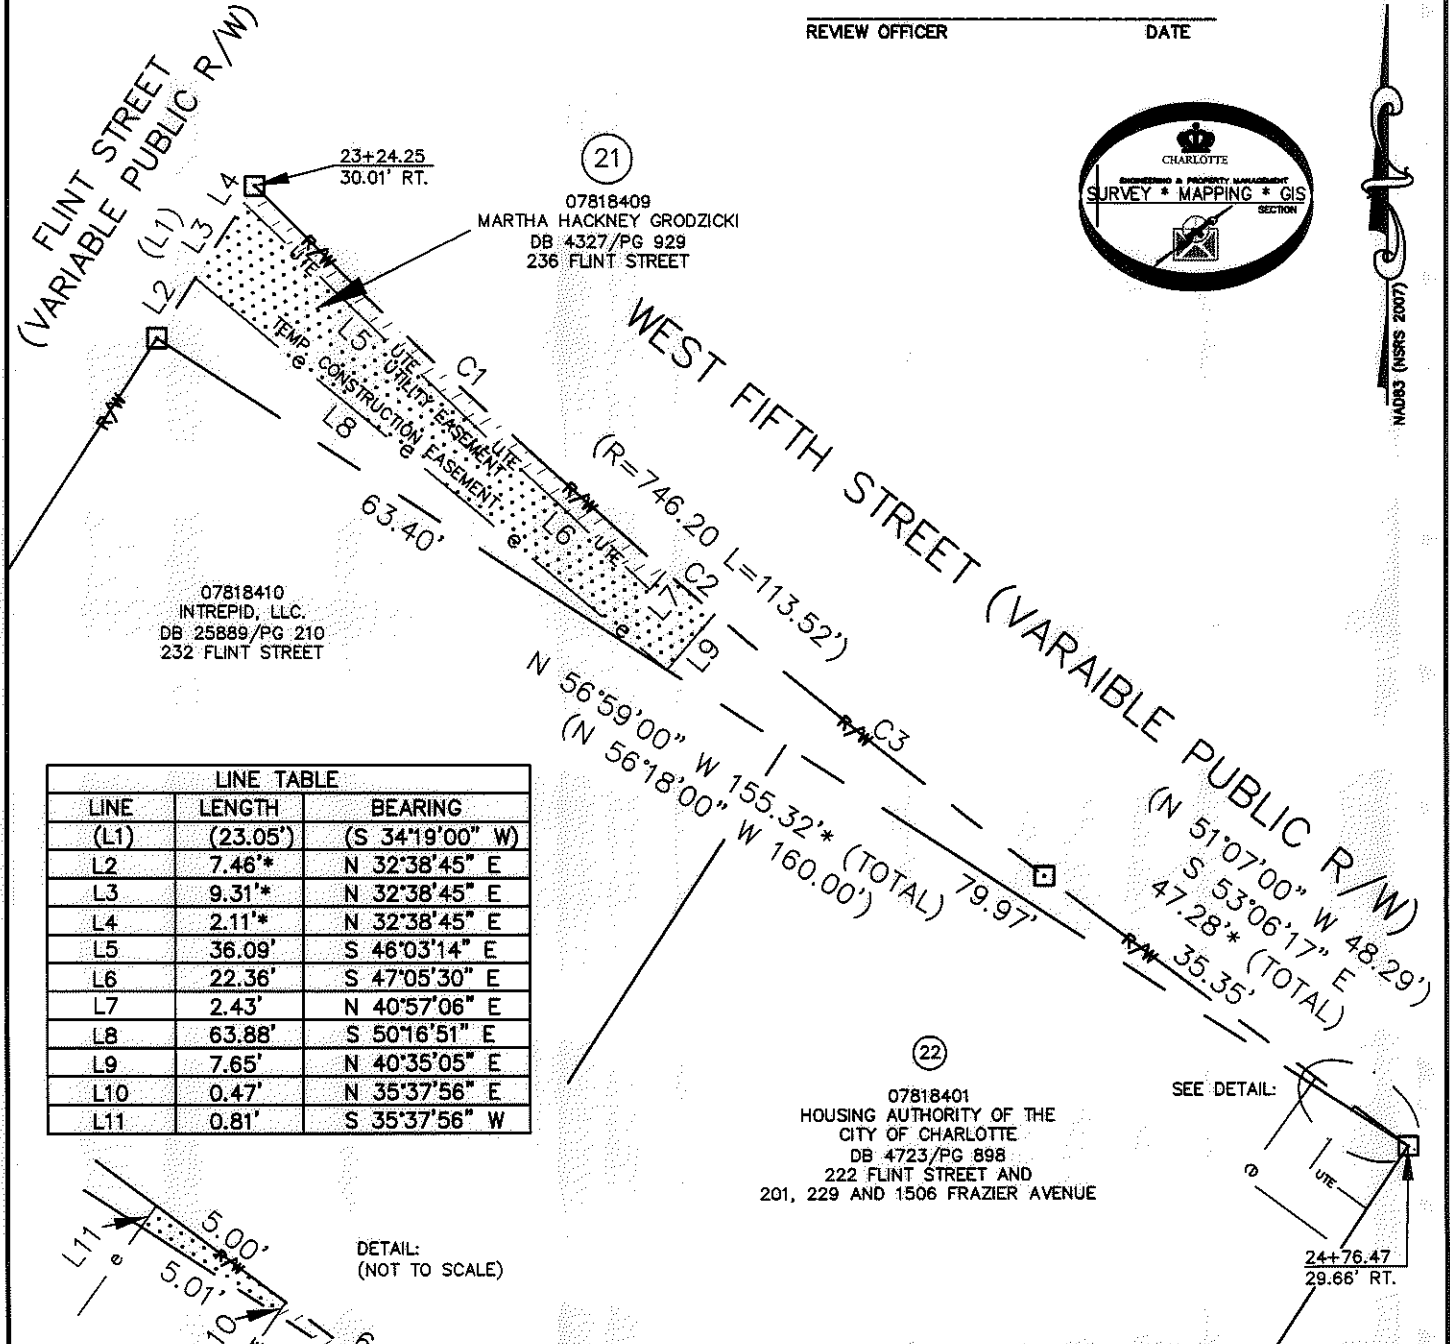 REVIEW OFFICER DATE
FLINT STREET
(VARIABLE PUBLIC R/W)
23+24.25
30.01' RT.
21
07818409
MARTHA HACKNEY GRODZICKI
DB 4327/PG 929
236 FLINT STREET
CHARLOTTE
ENGINEERING & PROPERTY MANAGEMENT
SURVEY * MAPPING * GIS
SECTION
NAD83 (NSRS 2007)
L4
L3
(L1)
L2
R/W
R/W
UTE
L5
UTE
C1
UTILITY EASEMENT
TEMP CONSTRUCTION EASEMENT
e
L8
e
UTE
R/W
L6
UTE
e
e
L7
C2
L9
63.40'
WEST FIFTH STREET (VARAIBLE PUBLIC R/W)
(R=746.20 L=113.52')
07818410
INTREPID, LLC.
DB 25889/PG 210
232 FLINT STREET
N 56°59'00" W 155.32'* (TOTAL)
(N 56°18'00" W 160.00')
R/W
C3
79.97'
(N 51°07'00" W 48.29')
S 53°06'17" E
47.28'* (TOTAL)
R/W
35.35'
LINE TABLE
LINE LENGTH BEARING
(L1) (23.05') (S 34°19'00" W)
L2 7.46'* N 32°38'45" E
L3 9.31'* N 32°38'45" E
L4 2.11'* N 32°38'45" E
L5 36.09' S 46°03'14" E
L6 22.36' S 47°05'30" E
L7 2.43' N 40°57'06" E
L8 63.88' S 50°16'51" E
L9 7.65' N 40°35'05" E
L10 0.47' N 35°37'56" E
L11 0.81' S 35°37'56" W
22
07818401
HOUSING AUTHORITY OF THE
CITY OF CHARLOTTE
DB 4723/PG 898
222 FLINT STREET AND
201, 229 AND 1506 FRAZIER AVENUE
SEE DETAIL:
e
UTE
24+76.47
29.66' RT.
L11
e
5.00'
R/W
5.01'
DETAIL:
(NOT TO SCALE)